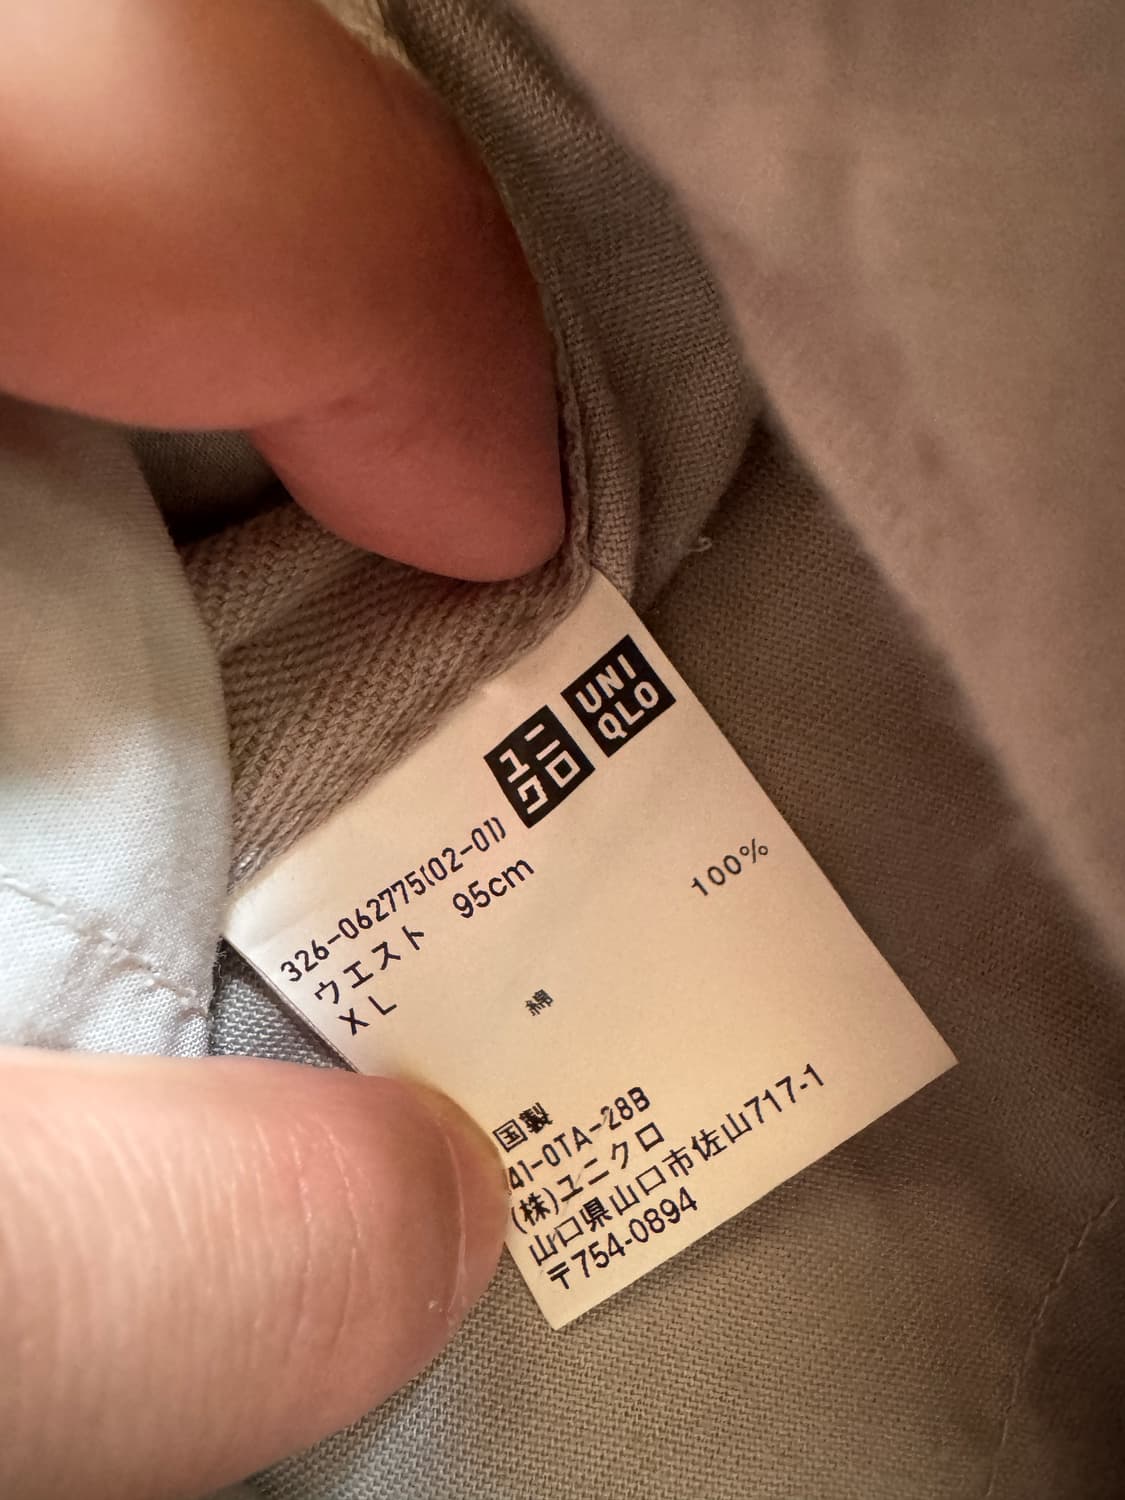 ユニクロ
UNIQLO
326-062775(02-01)
ウエスト 95cm
XL
綿 100%
国製
41-0TA-28B
(株)ユニクロ
山口県山口市佐山717-1
〒754-0894